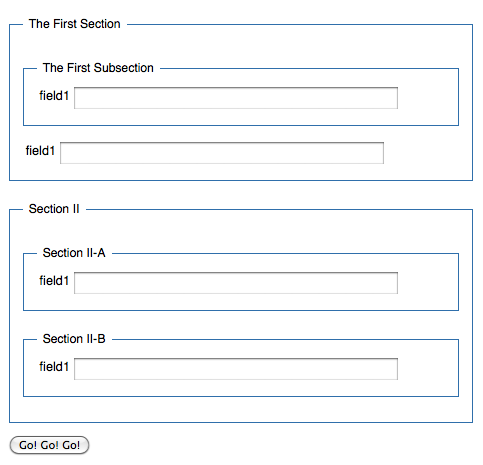 The First Section
The First Subsection
field1
field1
Section II
Section II-A
field1
Section II-B
field1
Go! Go! Go!